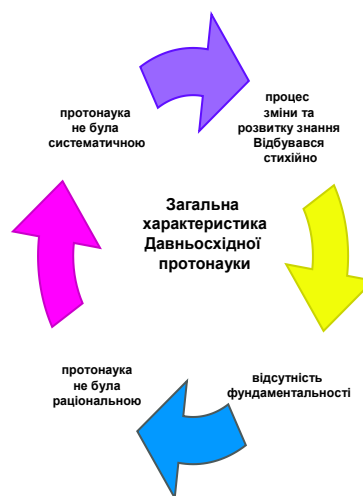 протонаука
не була
систематичною
процес
зміни та
розвитку знання
Відбувався
стихійно
Загальна
характеристика
Давньосхідної
протонауки
протонаука
не була
раціональною
відсутність
фундаментальності